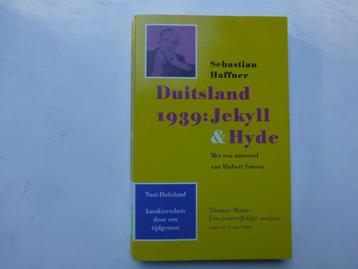 Sebastian
Haffner
Duitsland
1939: Jekyll
& Hyde
Met een nawoord
van Hubert Smeets
Nazi-Duitsland
karakterschets
door een
tijdgenoot
Thomas Mann:
Een voortreffelijke analyse